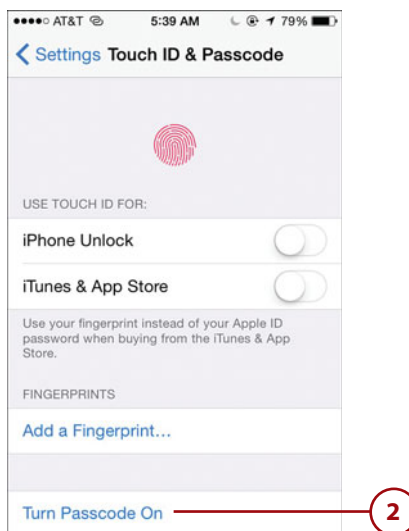 AT&T 5:39 AM 79%
Settings Touch ID & Passcode
USE TOUCH ID FOR:
iPhone Unlock
iTunes & App Store
Use your fingerprint instead of your Apple ID
password when buying from the iTunes & App
Store.
FINGERPRINTS
Add a Fingerprint…
Turn Passcode On 2